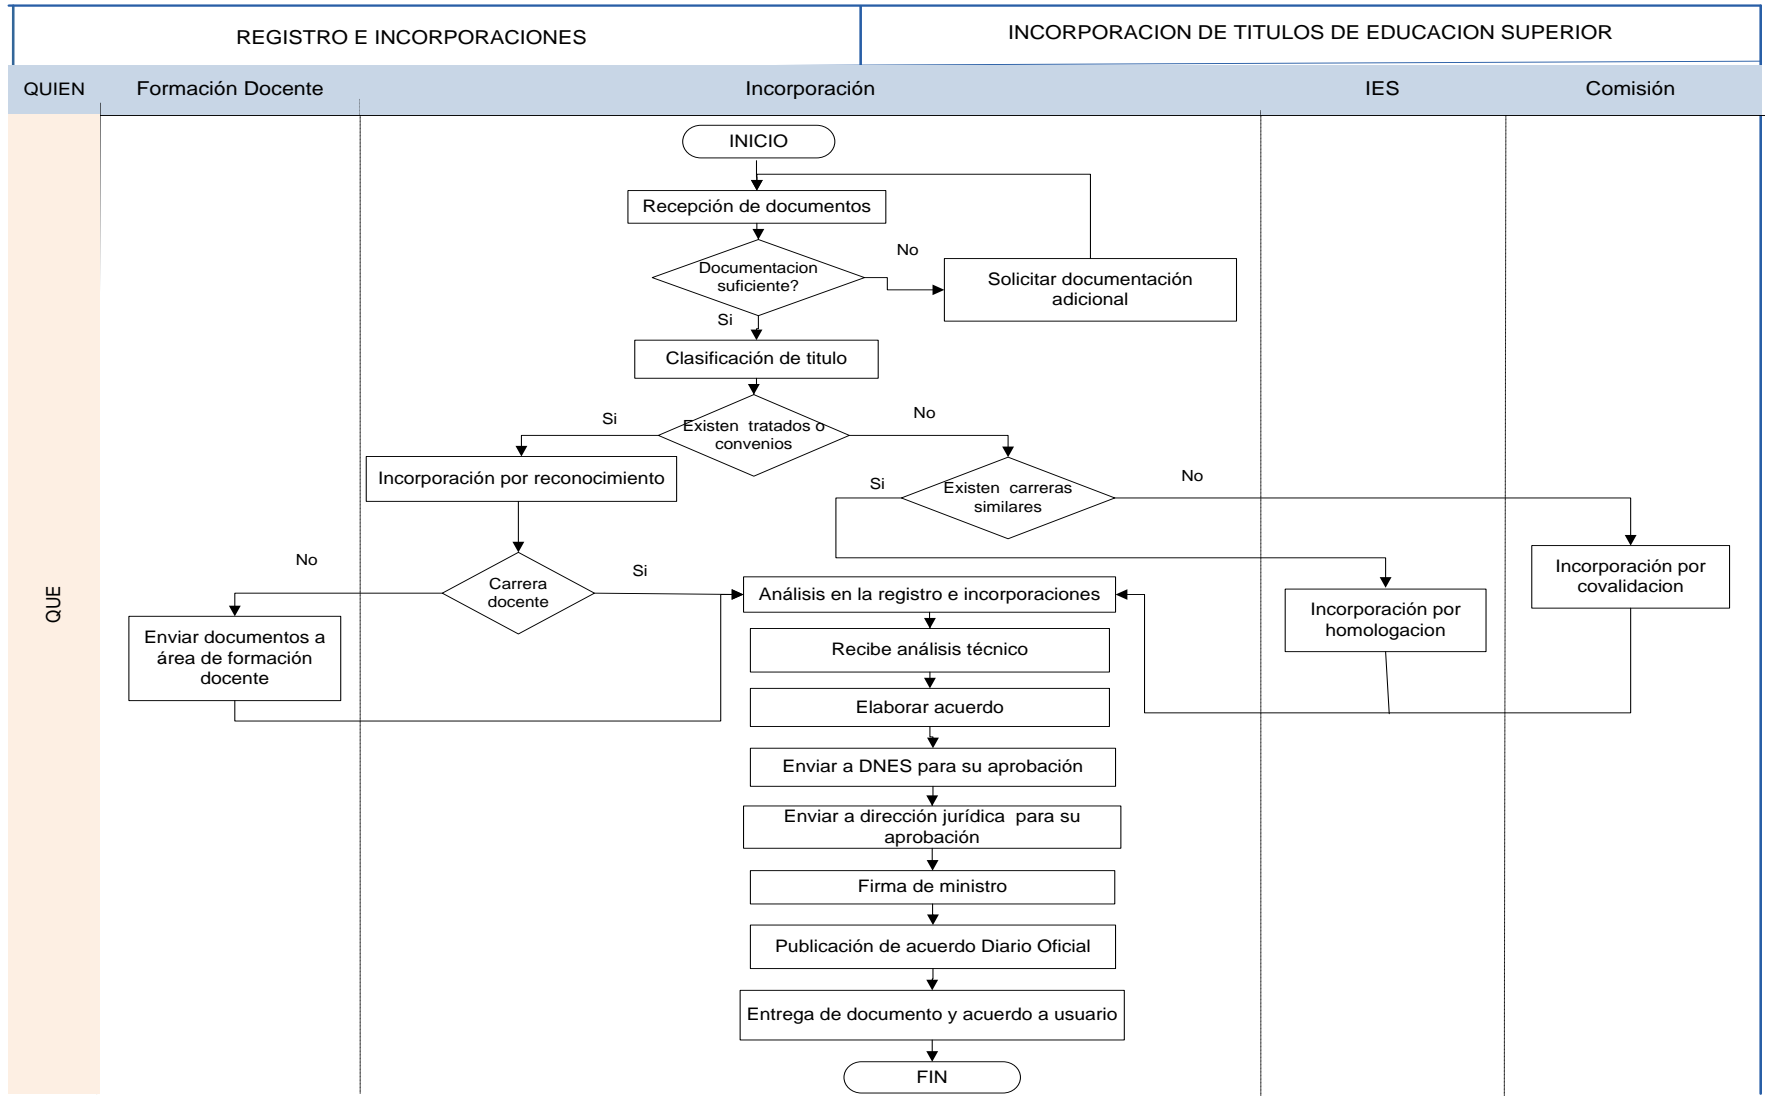 REGISTRO E INCORPORACIONES
INCORPORACION DE TITULOS DE EDUCACION SUPERIOR
QUIEN
Formación Docente
Incorporación
IES
Comisión
QUE
INICIO
Recepción de documentos
Documentacion
suficiente?
No
Solicitar documentación
adicional
Si
Clasificación de titulo
Existen tratados o
convenios
Si
No
Incorporación por reconocimiento
Existen carreras
similares
Si
No
Carrera
docente
No
Si
Enviar documentos a
área de formación
docente
Incorporación por
homologacion
Incorporación por
covalidacion
Análisis en la registro e incorporaciones
Recibe análisis técnico
Elaborar acuerdo
Enviar a DNES para su aprobación
Enviar a dirección jurídica para su
aprobación
Firma de ministro
Publicación de acuerdo Diario Oficial
Entrega de documento y acuerdo a usuario
FIN